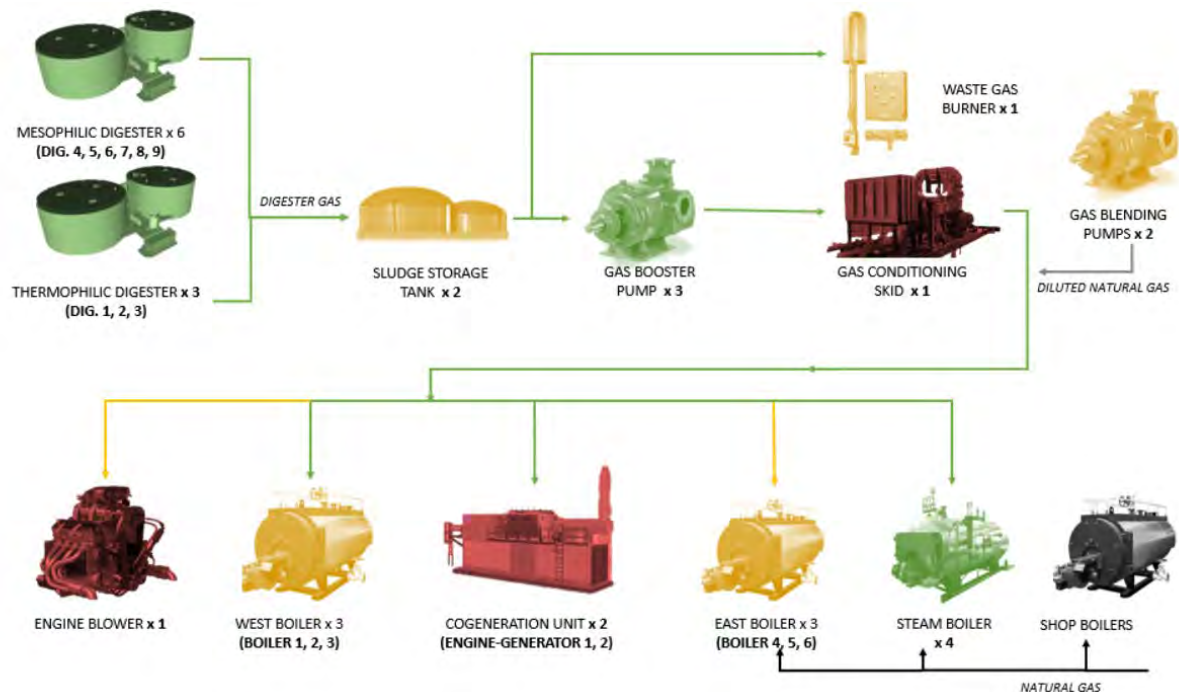 MESOPHILIC DIGESTER x 6
(DIG. 4, 5, 6, 7, 8, 9)
THERMOPHILIC DIGESTER x 3
(DIG. 1, 2, 3)
DIGESTER GAS
SLUDGE STORAGE
TANK x 2
GAS BOOSTER
PUMP x 3
WASTE GAS
BURNER x 1
GAS CONDITIONING
SKID x 1
GAS BLENDING
PUMPS x 2
DILUTED NATURAL GAS
ENGINE BLOWER x 1
WEST BOILER x 3
(BOILER 1, 2, 3)
COGENERATION UNIT x 2
(ENGINE-GENERATOR 1, 2)
EAST BOILER x 3
(BOILER 4, 5, 6)
STEAM BOILER
x 4
SHOP BOILERS
NATURAL GAS